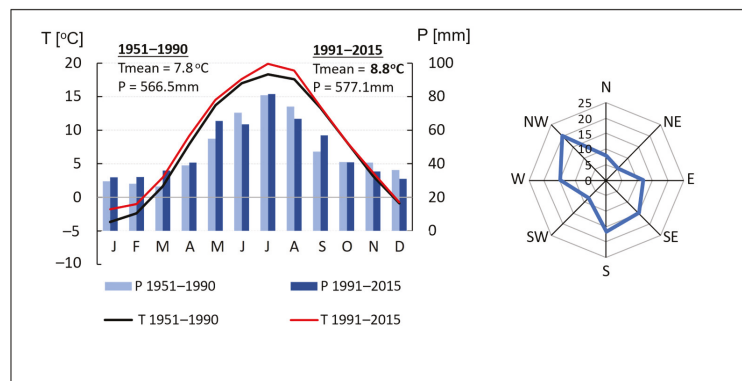 T [°C]
P [mm]
1951–1990
Tmean = 7.8 °C
P = 566.5mm
1991–2015
Tmean = 8.8°C
P = 577.1mm
20
15
10
5
0
–5
–10
100
80
60
40
20
0
J F M A M J J A S O N D
P 1951–1990
P 1991–2015
T 1951–1990
T 1991–2015
N
NE
E
SE
S
SW
W
NW
25
20
15
10
5
0